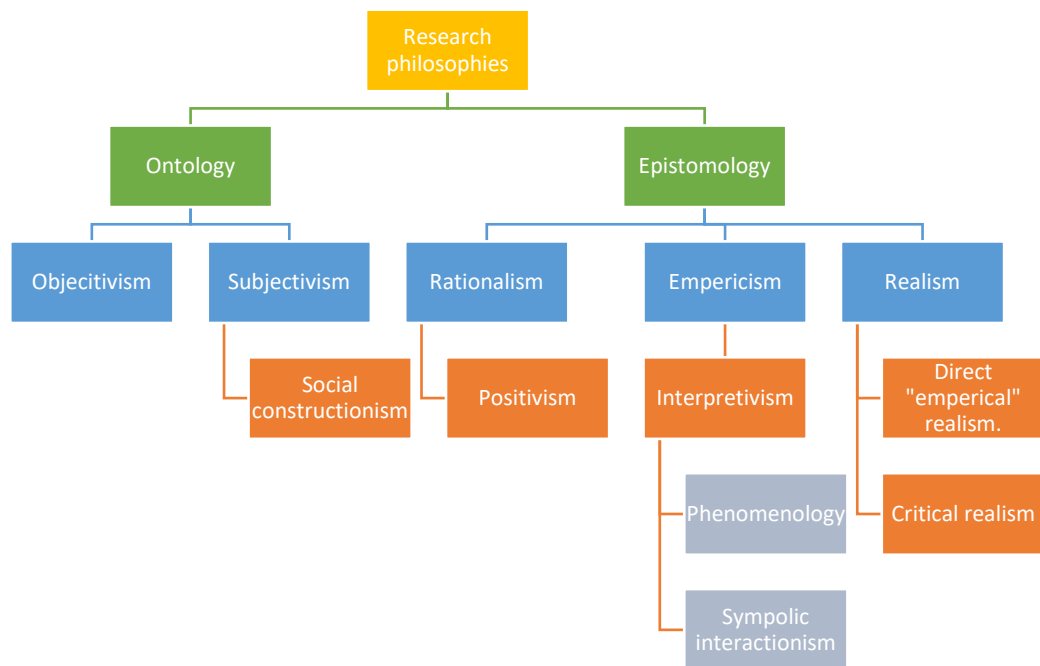 Research
philosophies
Ontology
Epistomology
Objecitivism
Subjectivism
Rationalism
Empericism
Realism
Social
constructionism
Positivism
Interpretivism
Direct
"emperical"
realism.
Phenomenology
Critical realism
Sympolic
interactionism